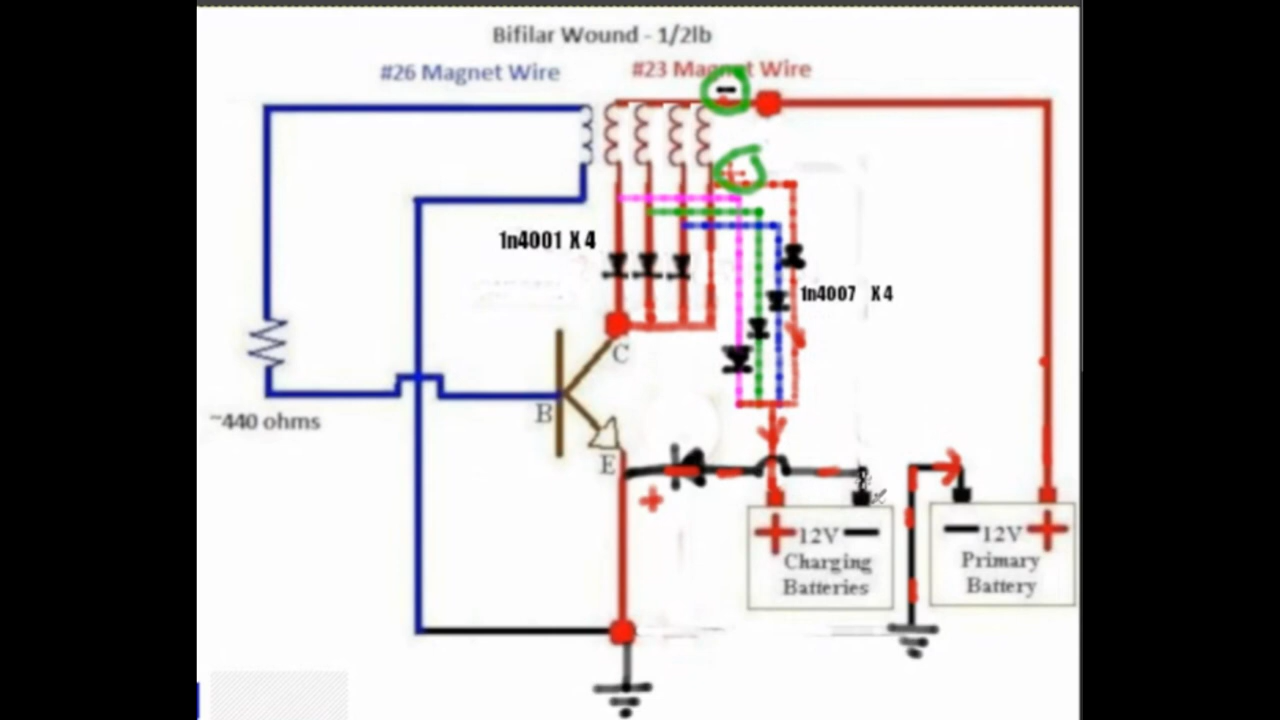 Bifilar Wound - 1/2lb
#26 Magnet Wire
#23 Magnet Wire
-
+
1n4001 X 4
1n4007 X 4
C
B
E
~440 ohms
+
+ 12V -
Charging
Batteries
- 12V +
Primary
Battery